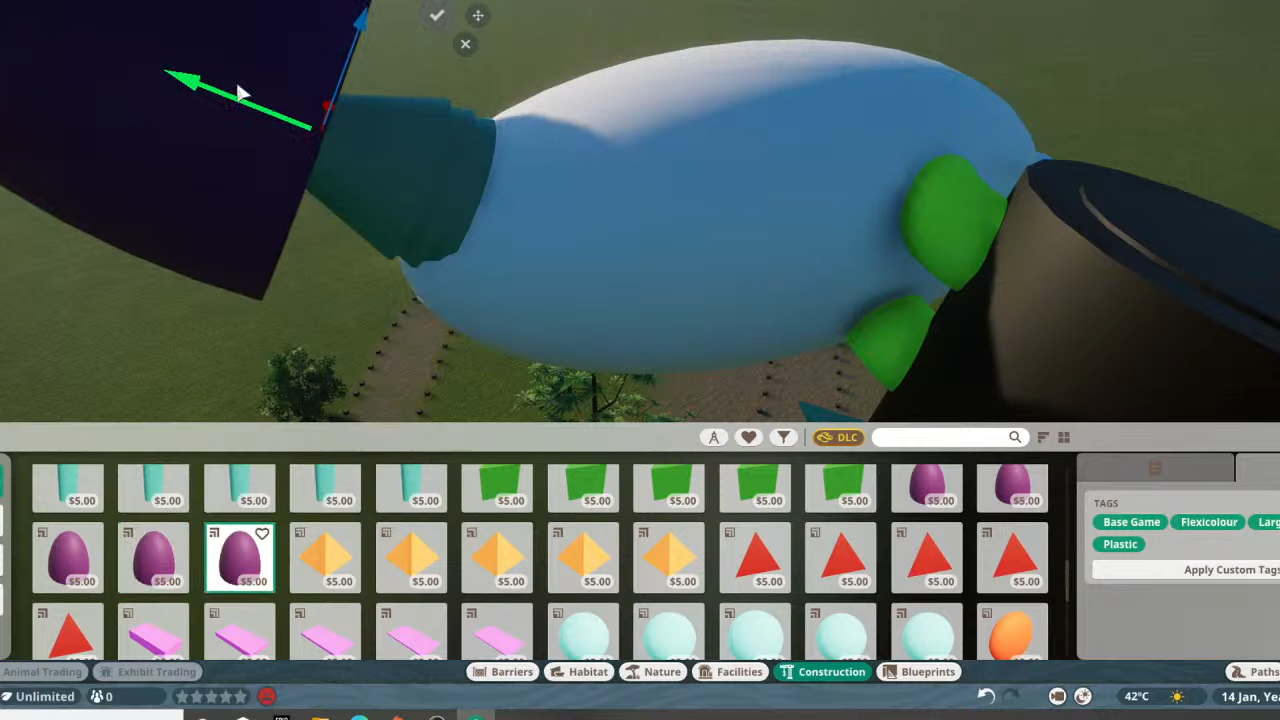 DLC
$5.00 $5.00 $5.00 $5.00 $5.00 $5.00 $5.00 $5.00 $5.00 $5.00 $5.00 $5.00
TAGS
Base Game Flexicolour Larg
Plastic
$5.00 $5.00 $5.00 $5.00 $5.00 $5.00 $5.00 $5.00 $5.00 $5.00 $5.00 $5.00
Apply Custom Tags
Animal Trading Exhibit Trading Barriers Habitat Nature Facilities Construction Blueprints Paths
Unlimited 0 42°C 14 Jan, Yea